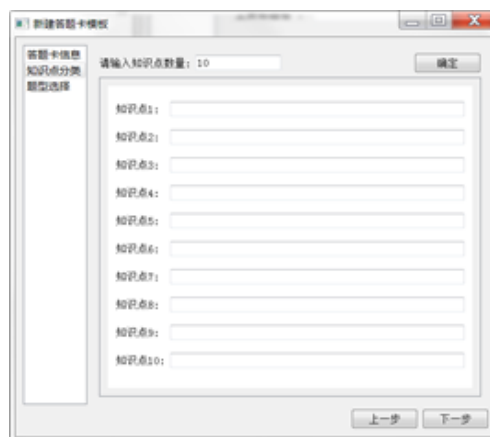 新建答题卡模板
答题卡信息
知识点分类
题型选择
请输入知识点数量：10
确定
知识点1：
知识点2：
知识点3：
知识点4：
知识点5：
知识点6：
知识点7：
知识点8：
知识点9：
知识点10：
上一步
下一步